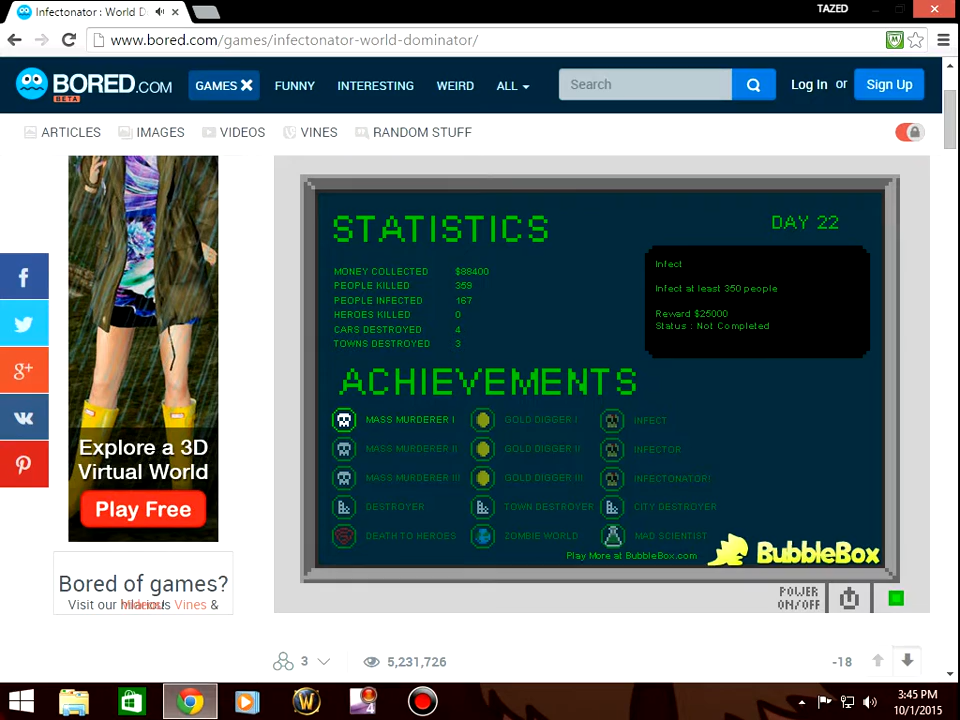 Infectonator : World D
TAZED
www.bored.com/games/infectonator-world-dominator/
BORED.COM
BETA
GAMES
FUNNY
INTERESTING
WEIRD
ALL
Search
Log In or Sign Up
ARTICLES
IMAGES
VIDEOS
VINES
RANDOM STUFF
STATISTICS
DAY 22
MONEY COLLECTED $88400
PEOPLE KILLED 359
PEOPLE INFECTED 167
HEROES KILLED 0
CARS DESTROYED 4
TOWNS DESTROYED 3
Infect
Infect at least 350 people
Reward $25000
Status : Not Completed
ACHIEVEMENTS
MASS MURDERER I GOLD DIGGER I INFECT
MASS MURDERER II GOLD DIGGER II INFECTOR
MASS MURDERER III GOLD DIGGER III INFECTONATOR!
DESTROYER TOWN DESTROYER CITY DESTROYER
DEATH TO HEROES ZOMBIE WORLD MAD SCIENTIST
Play More at BubbleBox.com
BubbleBox
POWER
ON/OFF
Explore a 3D
Virtual World
Play Free
Bored of games?
Visit our Vines &
3
5,231,726
-18
3:45 PM
10/1/2015